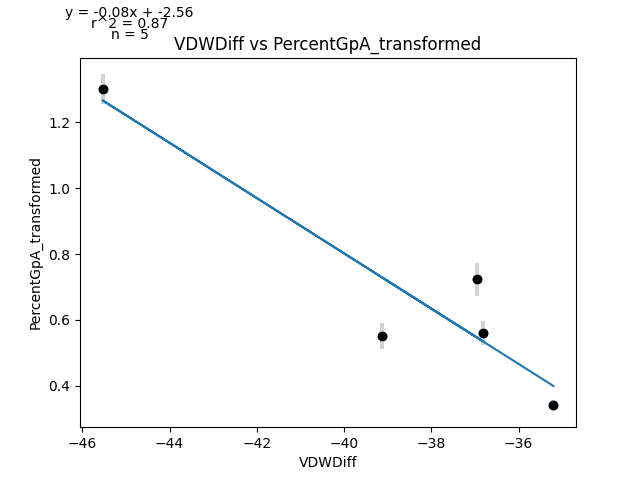 y = -0.08x + -2.56
r^2 = 0.87
n = 5
VDWDiff vs PercentGpA_transformed
PercentGpA_transformed
1.2
1.0
0.8
0.6
0.4
−46 −44 −42 −40 −38 −36
VDWDiff